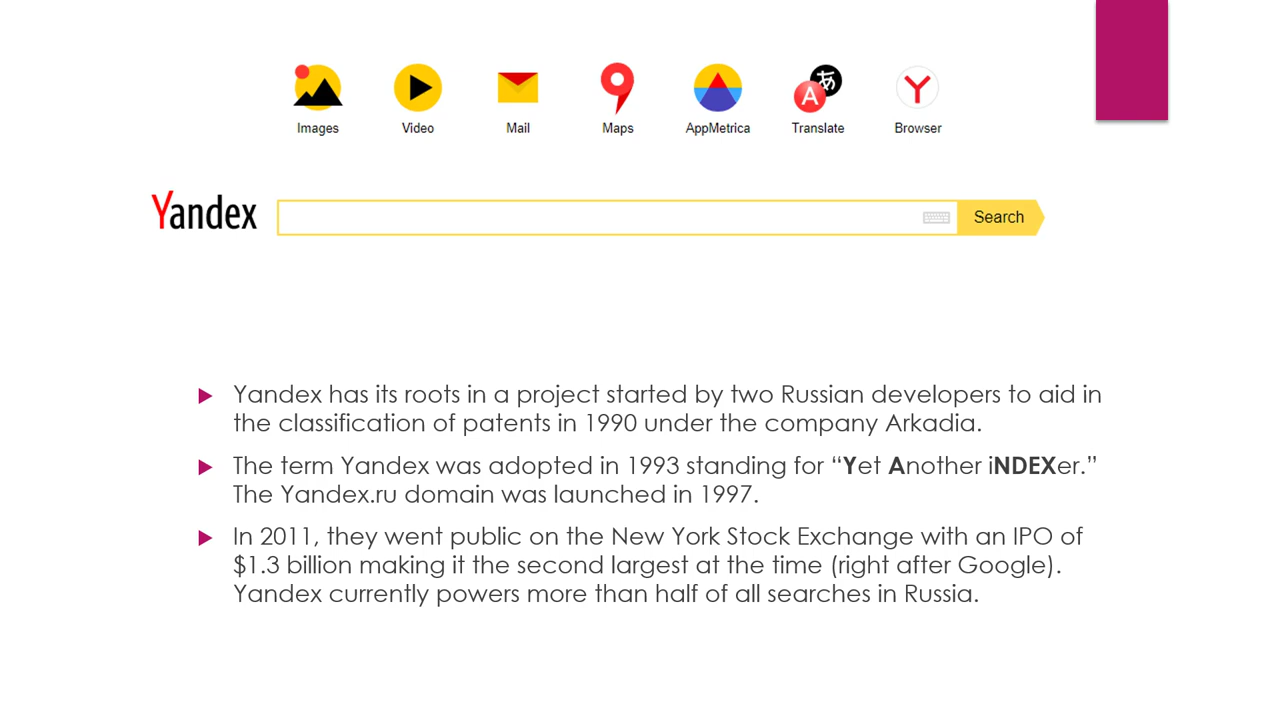 Images Video Mail Maps AppMetrica Translate Browser
Yandex Search
Yandex has its roots in a project started by two Russian developers to aid in
the classification of patents in 1990 under the company Arkadia.
The term Yandex was adopted in 1993 standing for “Yet Another iNDEXer.”
The Yandex.ru domain was launched in 1997.
In 2011, they went public on the New York Stock Exchange with an IPO of
$1.3 billion making it the second largest at the time (right after Google).
Yandex currently powers more than half of all searches in Russia.